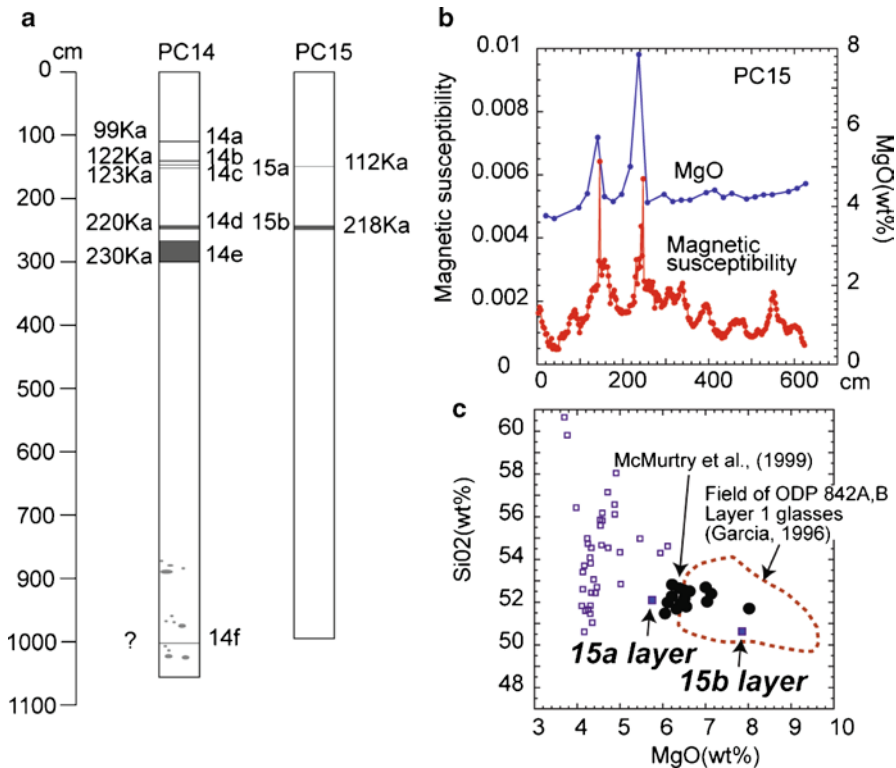 a
cm
PC14
PC15
0
100
200
300
400
500
600
700
800
900
1000
1100
99Ka
122Ka
123Ka
220Ka
230Ka
?
14a
14b
14c
14d
14e
14f
15a
15b
112Ka
218Ka
b
PC15
Magnetic susceptibility
0.01
0.008
0.006
0.004
0.002
0
MgO
Magnetic
susceptibility
8
6
4
2
0
MgO(wt%)
0
200
400
600
cm
c
Si02(wt%)
60
58
56
54
52
50
48
McMurtry et al., (1999)
Field of ODP 842A,B
Layer 1 glasses
(Garcia, 1996)
15a layer
15b layer
3
4
5
6
7
8
9
10
MgO(wt%)